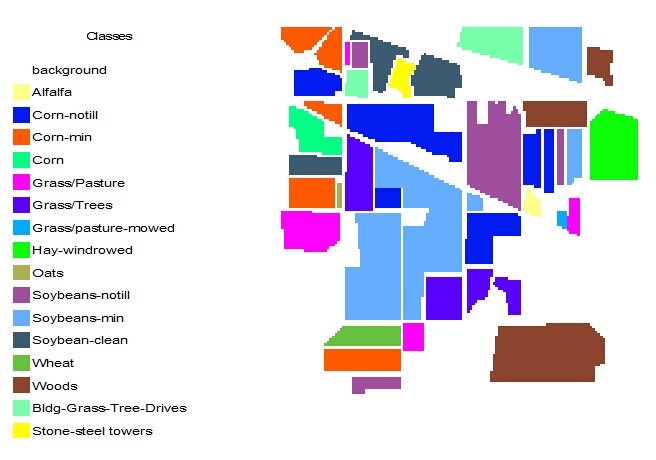 Classes
background
Alfalfa
Corn-notill
Corn-min
Corn
Grass/Pasture
Grass/Trees
Grass/pasture-mowed
Hay-windrowed
Oats
Soybeans-notill
Soybeans-min
Soybean-clean
Wheat
Woods
Bldg-Grass-Tree-Drives
Stone-steel towers